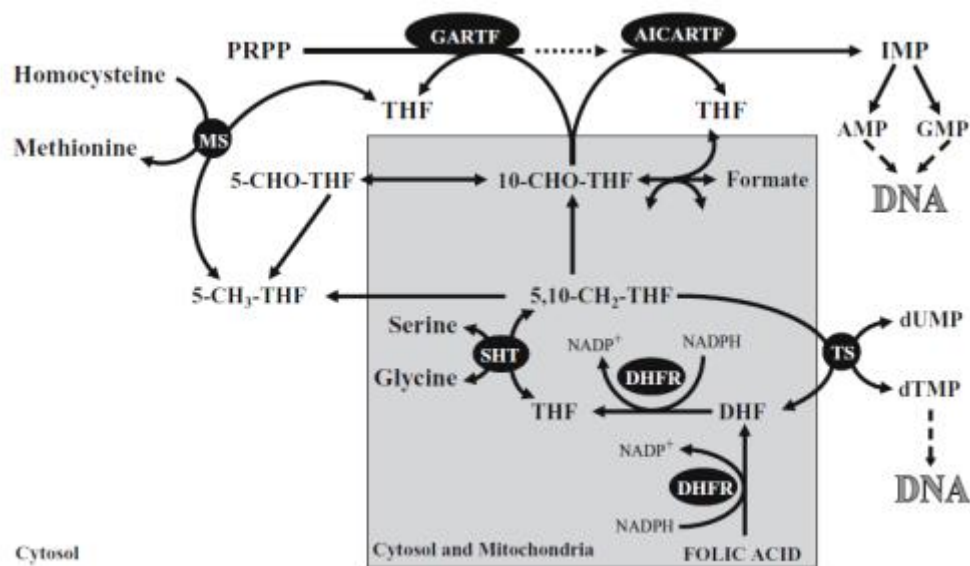 GARTF
AICARTF
PRPP
IMP
Homocysteine
THF
THF
AMP GMP
MS
Methionine
5-CHO-THF
10-CHO-THF
Formate
DNA
5-CH₃-THF
5,10-CH₂-THF
Serine
dUMP
NADP⁺
NADPH
SHT
TS
DHFR
Glycine
dTMP
THF
DHF
NADP⁺
DHFR
DNA
NADPH
Cytosol
Cytosol and Mitochondria
FOLIC ACID